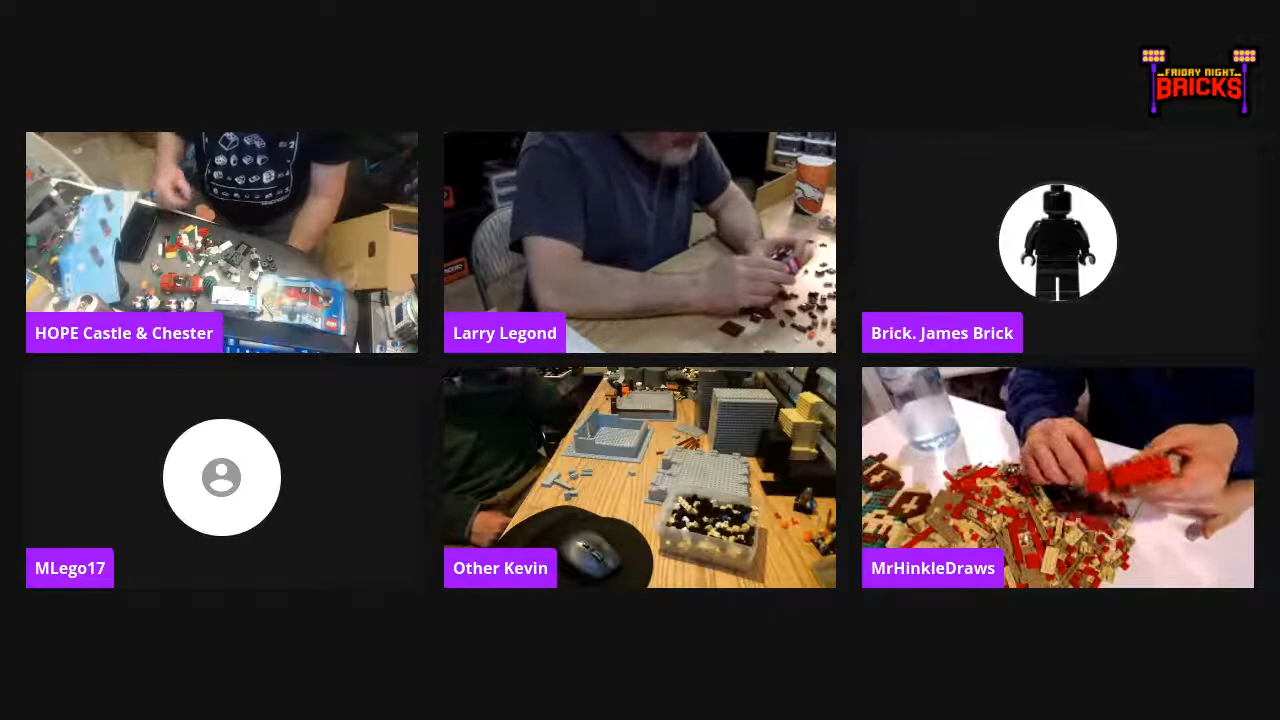 FRIDAY NIGHT
BRICKS
HOPE Castle & Chester
Larry Legond
Brick. James Brick
MLego17
Other Kevin
MrHinkleDraws